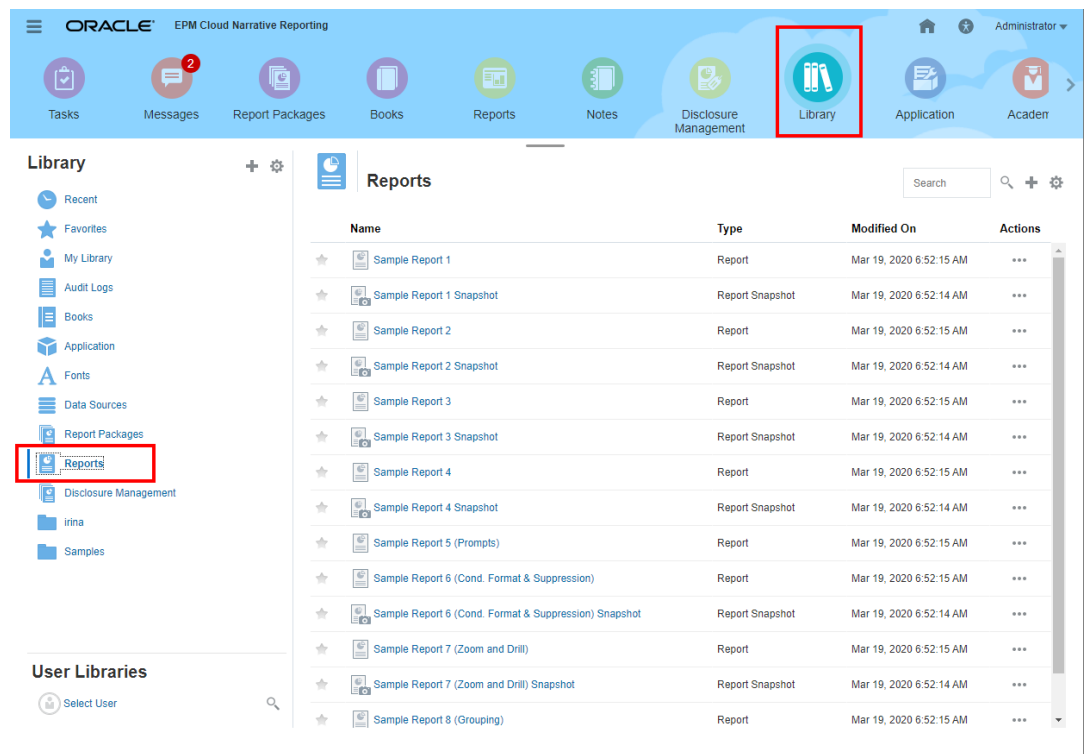 ORACLE® EPM Cloud Narrative Reporting Administrator
2
Tasks Messages Report Packages Books Reports Notes Disclosure Management Library Application Academ
Library
Recent
Favorites
My Library
Audit Logs
Books
Application
Fonts
Data Sources
Report Packages
Reports
Disclosure Management
irina
Samples
User Libraries
Select User
Reports Search
Name Type Modified On Actions
Sample Report 1 Report Mar 19, 2020 6:52:15 AM
Sample Report 1 Snapshot Report Snapshot Mar 19, 2020 6:52:14 AM
Sample Report 2 Report Mar 19, 2020 6:52:15 AM
Sample Report 2 Snapshot Report Snapshot Mar 19, 2020 6:52:14 AM
Sample Report 3 Report Mar 19, 2020 6:52:15 AM
Sample Report 3 Snapshot Report Snapshot Mar 19, 2020 6:52:14 AM
Sample Report 4 Report Mar 19, 2020 6:52:15 AM
Sample Report 4 Snapshot Report Snapshot Mar 19, 2020 6:52:14 AM
Sample Report 5 (Prompts) Report Mar 19, 2020 6:52:15 AM
Sample Report 6 (Cond. Format & Suppression) Report Mar 19, 2020 6:52:15 AM
Sample Report 6 (Cond. Format & Suppression) Snapshot Report Snapshot Mar 19, 2020 6:52:14 AM
Sample Report 7 (Zoom and Drill) Report Mar 19, 2020 6:52:15 AM
Sample Report 7 (Zoom and Drill) Snapshot Report Snapshot Mar 19, 2020 6:52:14 AM
Sample Report 8 (Grouping) Report Mar 19, 2020 6:52:15 AM